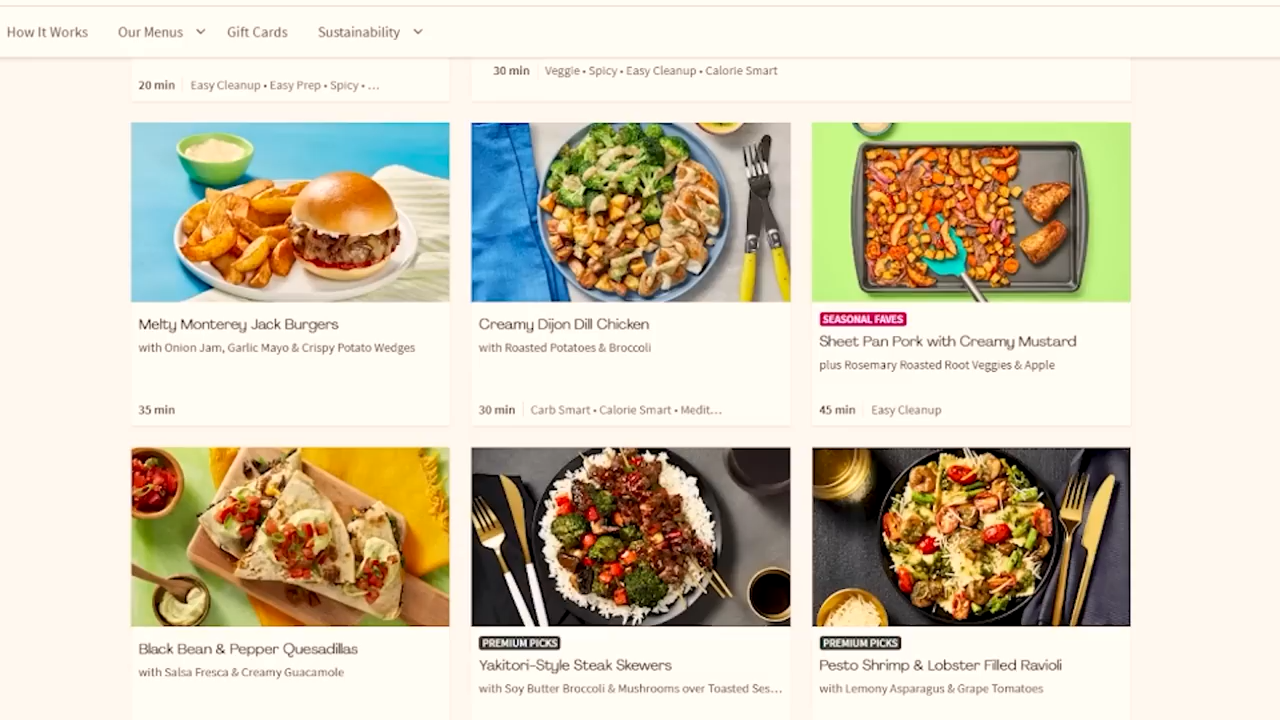 How It Works Our Menus Gift Cards Sustainability
30 min Veggie • Spicy • Easy Cleanup • Calorie Smart
20 min Easy Cleanup • Easy Prep • Spicy • ...
Melty Monterey Jack Burgers
with Onion Jam, Garlic Mayo & Crispy Potato Wedges
35 min
Creamy Dijon Dill Chicken
with Roasted Potatoes & Broccoli
30 min Carb Smart • Calorie Smart • Medit...
SEASONAL FAVES
Sheet Pan Pork with Creamy Mustard
plus Rosemary Roasted Root Veggies & Apple
45 min Easy Cleanup
Black Bean & Pepper Quesadillas
with Salsa Fresca & Creamy Guacamole
PREMIUM PICKS
Yakitori-Style Steak Skewers
with Soy Butter Broccoli & Mushrooms over Toasted Ses...
PREMIUM PICKS
Pesto Shrimp & Lobster Filled Ravioli
with Lemony Asparagus & Grape Tomatoes